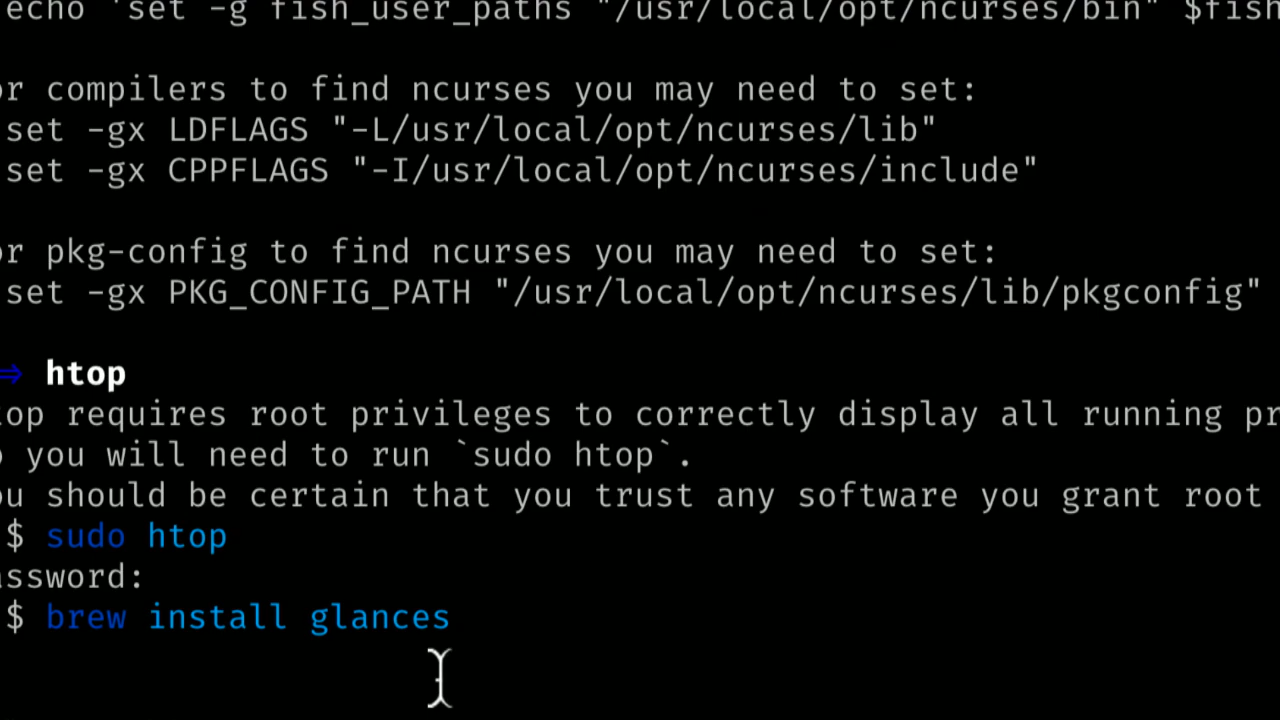 echo 'set -g fish_user_paths "/usr/local/opt/ncurses/bin" $fish
or compilers to find ncurses you may need to set:
set -gx LDFLAGS "-L/usr/local/opt/ncurses/lib"
set -gx CPPFLAGS "-I/usr/local/opt/ncurses/include"
or pkg-config to find ncurses you may need to set:
set -gx PKG_CONFIG_PATH "/usr/local/opt/ncurses/lib/pkgconfig"
⇒ htop
top requires root privileges to correctly display all running pr
o you will need to run `sudo htop`.
ou should be certain that you trust any software you grant root
$ sudo htop
assword:
$ brew install glances